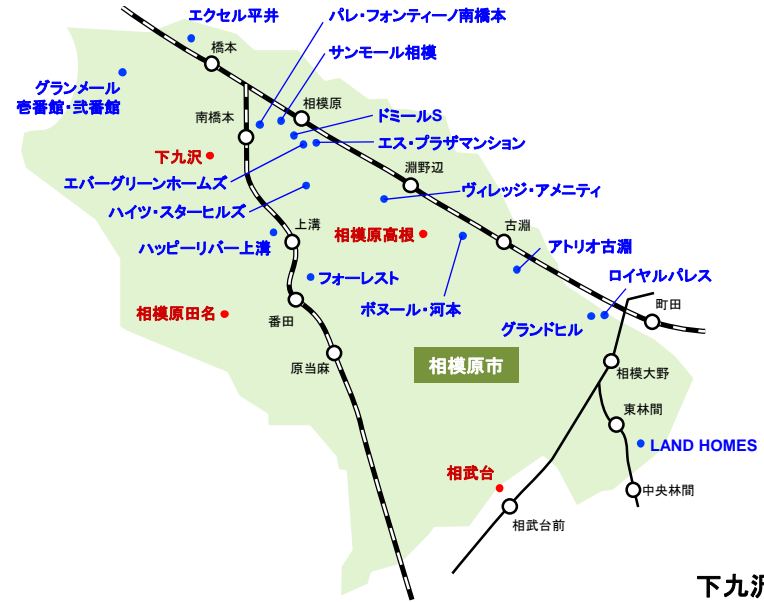 エクセル平井
パレ・フォンティーノ南橋本
橋本
サンモール相模
グランメール
壱番館・弐番館
相模原
南橋本
ドミールS
エス・プラザマンション
下九沢
淵野辺
エバーグリーンホームズ
ヴィレッジ・アメニティ
ハイツ・スターヒルズ
上溝
相模原高根
古淵
ハッピーリバー上溝
アトリオ古淵
フォーレスト
ロイヤルパレス
相模原田名
ボヌール・河本
町田
番田
グランドヒル
原当麻
相模原市
相模大野
東林間
LAND HOMES
相武台
中央林間
相武台前
下九沢